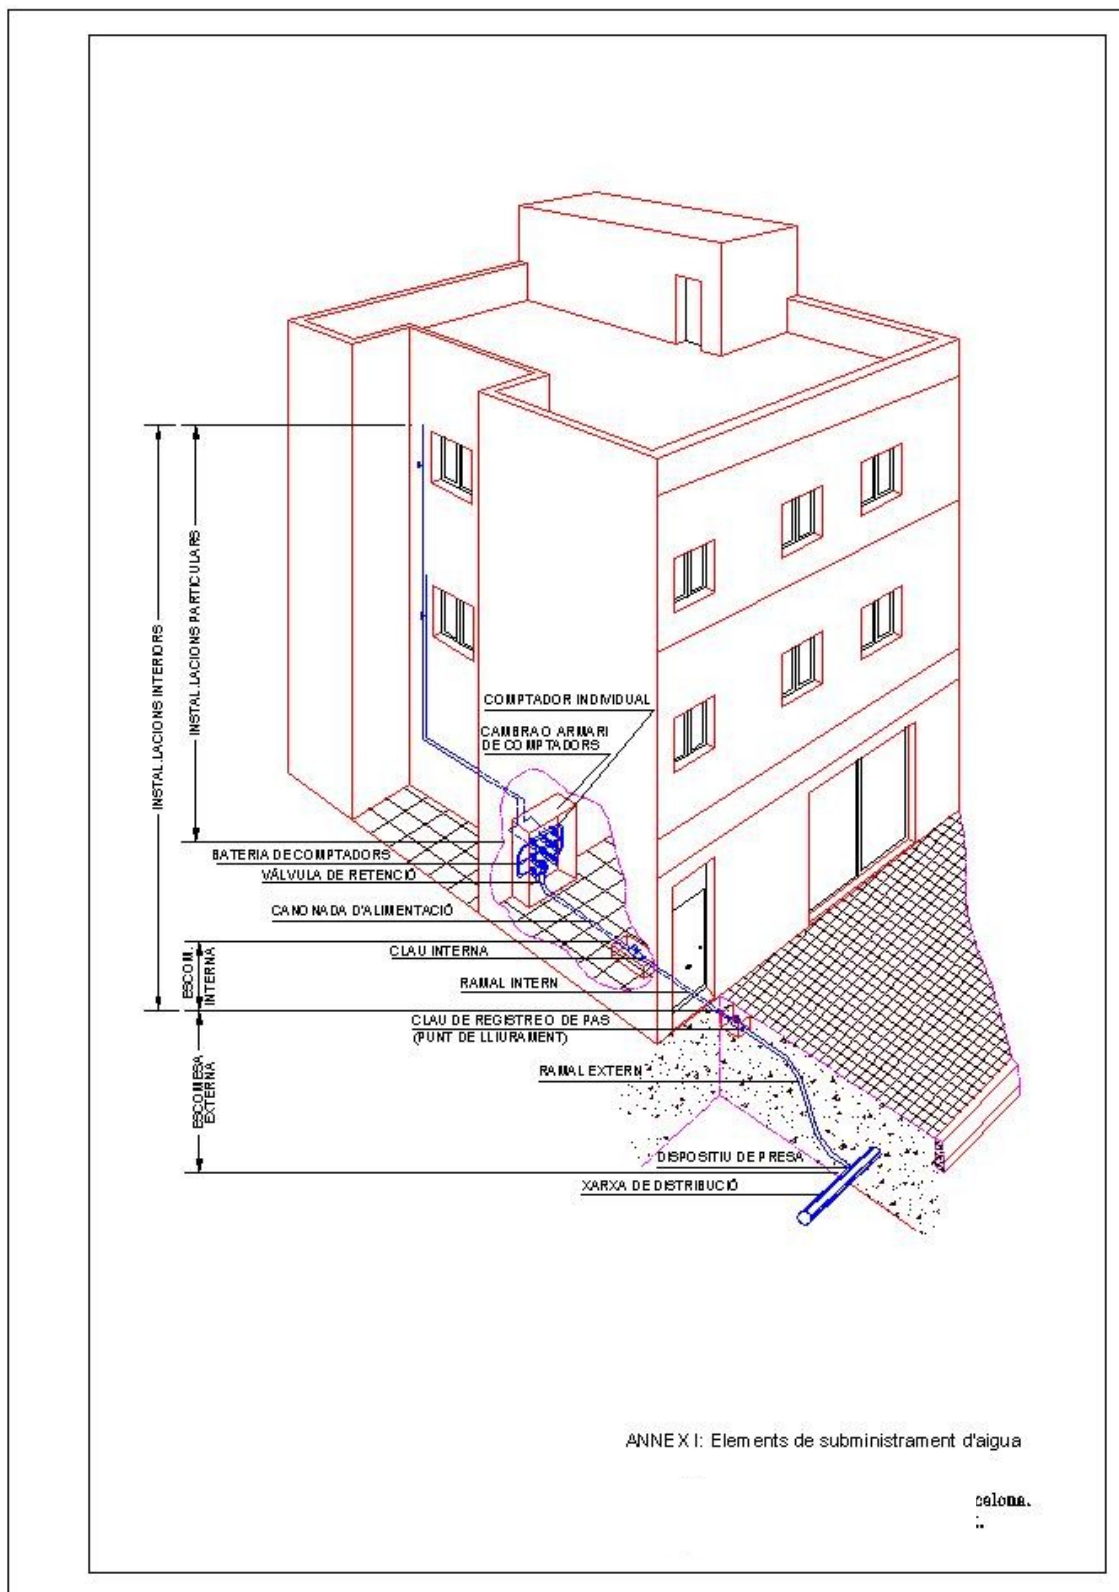 INSTAL.LACIONS INTERIORS
INSTAL.LACIONS PARTICULARS
COMPTADOR INDIVIDUAL
CAMBRA O ARMARI
DE COMPTADORS
BATERIA DE COMPTADORS
VÁLVULA DE RETENCIÓ
CANONADA D'ALIMENTACIÓ
CLAU INTERNA
ESCOM.
INTERNA
RAMAL INTERN
CLAU DE REGISTRE O DE PAS
(PUNT DE LLIURAMENT)
RAMAL EXTERN
ESCOMESA
EXTERNA
DISPOSITIU DE PRESA
XARXA DE DISTRIBUCIÓ
ANNEX I: Elements de subministrament d'aigua
celona.